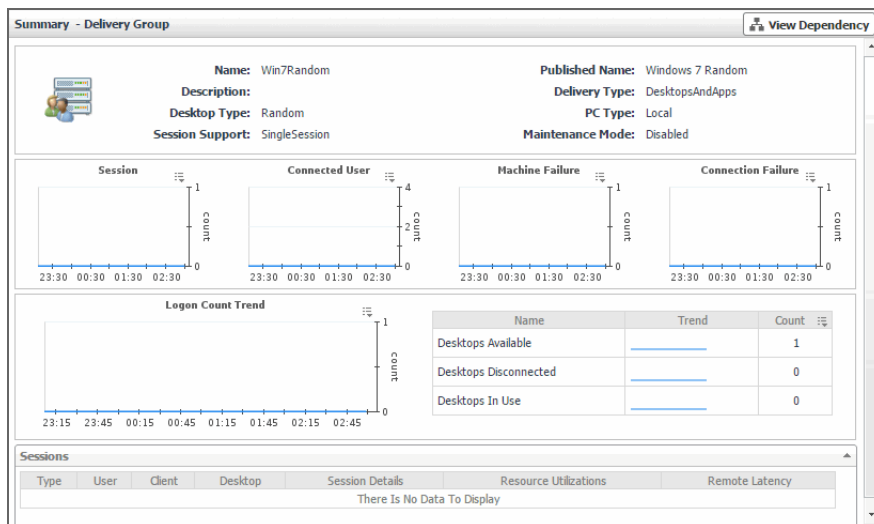 Summary - Delivery Group
View Dependency
Name: Win7Random
Published Name: Windows 7 Random
Description:
Delivery Type: DesktopsAndApps
Desktop Type: Random
PC Type: Local
Session Support: SingleSession
Maintenance Mode: Disabled
Session
1
count
0
23:30 00:30 01:30 02:30
Connected User
4
2
count
0
23:30 00:30 01:30 02:30
Machine Failure
1
count
0
23:30 00:30 01:30 02:30
Connection Failure
1
count
0
23:30 00:30 01:30 02:30
Logon Count Trend
1
count
0
23:15 23:45 00:15 00:45 01:15 01:45 02:15 02:45
Name Trend Count
Desktops Available 1
Desktops Disconnected 0
Desktops In Use 0
Sessions
Type User Client Desktop Session Details Resource Utilizations Remote Latency
There Is No Data To Display